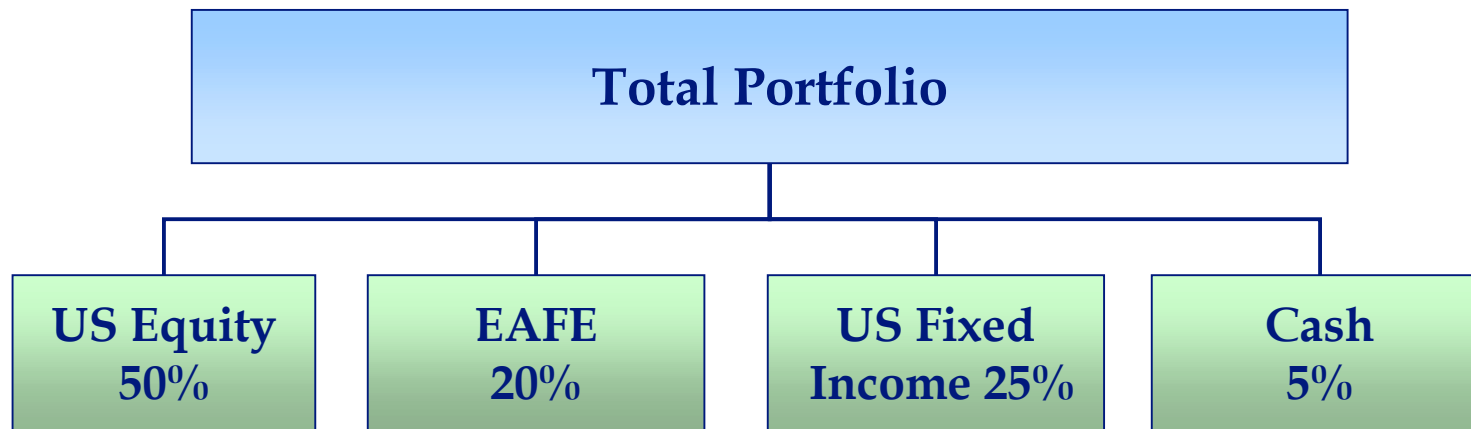 Total Portfolio
US Equity
50%
EAFE
20%
US Fixed
Income 25%
Cash
5%